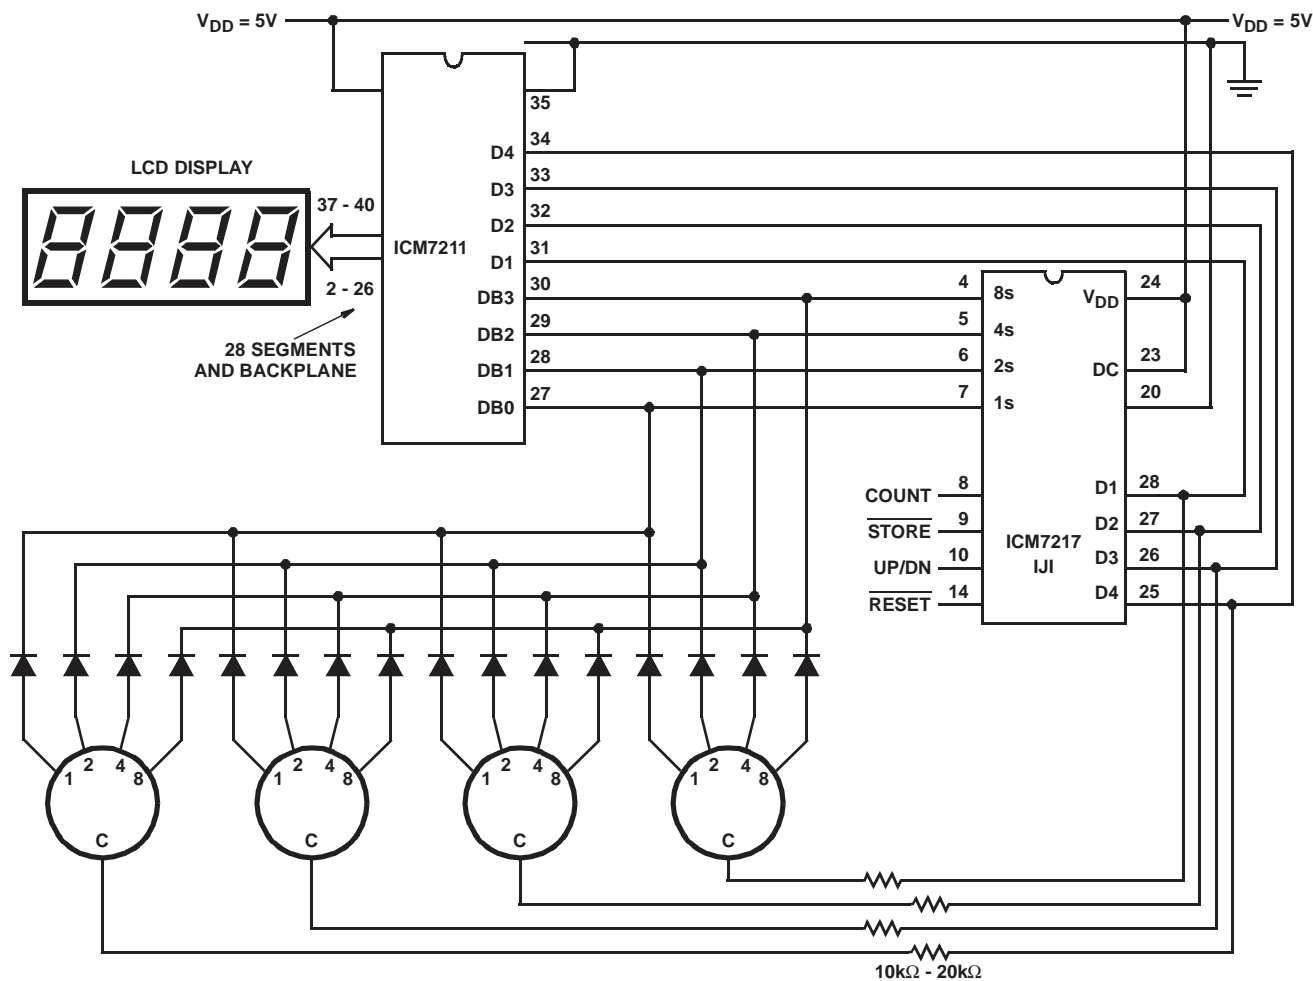 V_DD = 5V
V_DD = 5V
35
D4 34
LCD DISPLAY
D3 33
37 - 40
D2 32
ICM7211
D1 31
2 - 26
DB3 30
28 SEGMENTS
AND BACKPLANE
DB2 29
DB1 28
DB0 27
4 8s
5 4s
6 2s
7 1s
V_DD 24
DC 23
20
COUNT 8
STORE 9
UP/DN 10
RESET 14
ICM7217
IJI
D1 28
D2 27
D3 26
D4 25
1 2 4 8
C
1 2 4 8
C
1 2 4 8
C
1 2 4 8
C
10kΩ - 20kΩ